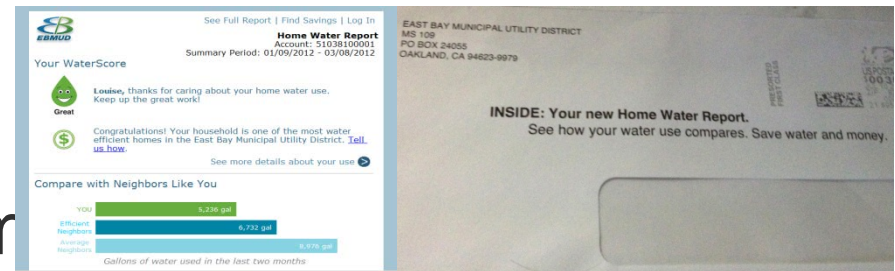 EBMUD
See Full Report | Find Savings | Log In
Home Water Report
Account: 51038100001
Summary Period: 01/09/2012 - 03/08/2012
Your WaterScore
Great
Louise, thanks for caring about your home water use.
Keep up the great work!
$
Congratulations! Your household is one of the most water
efficient homes in the East Bay Municipal Utility District. Tell
us how.
See more details about your use
Compare with Neighbors Like You
YOU 5,236 gal
Efficient
Neighbors 6,732 gal
Average
Neighbors 8,976 gal
Gallons of water used in the last two months
EAST BAY MUNICIPAL UTILITY DISTRICT
MS 109
PO BOX 24055
OAKLAND, CA 94623-9979
PRESORTED
FIRST CLASS
INSIDE: Your new Home Water Report.
See how your water use compares. Save water and money.